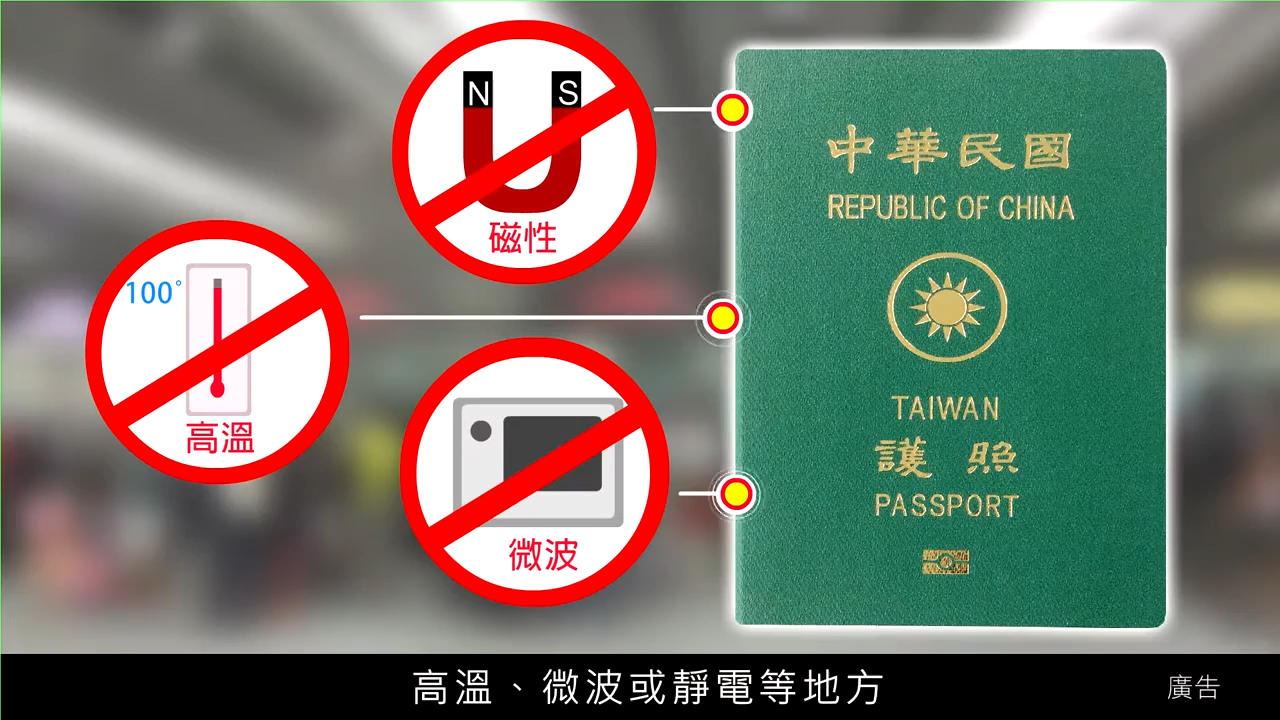 N S
磁性
100°
高溫
微波
中華民國
REPUBLIC OF CHINA
TAIWAN
護照
PASSPORT
高溫、微波或靜電等地方
廣告